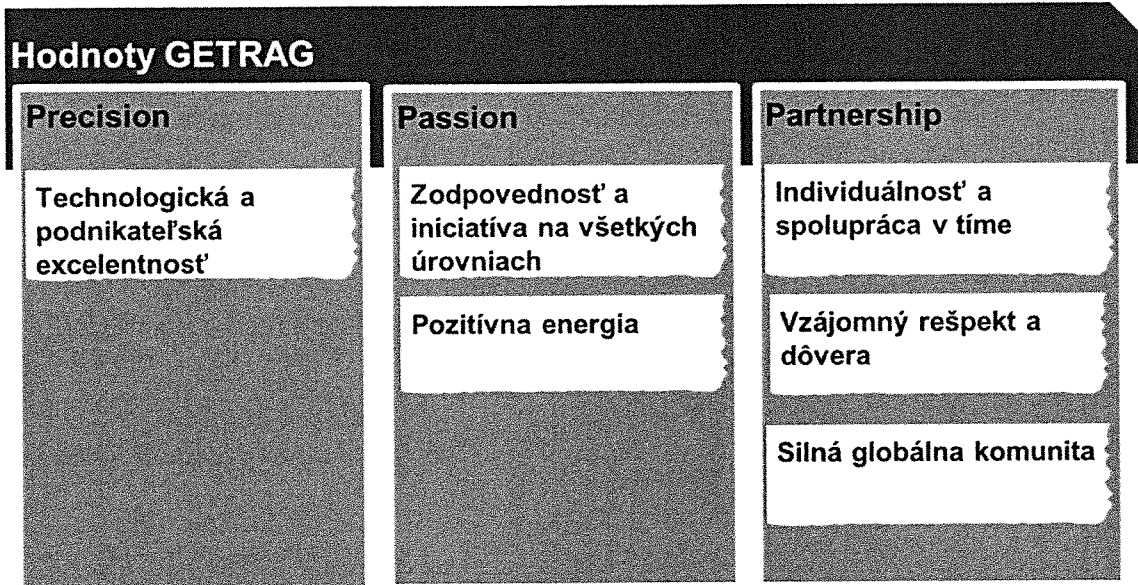 Hodnoty GETRAG
Precision
Technologická a
podnikateľská
excelentnosť
Passion
Zodpovednosť a
iniciatíva na všetkých
úrovniach
Pozitívna energia
Partnership
Individuálnosť a
spolupráca v tíme
Vzájomný rešpekt a
dôvera
Silná globálna komunita